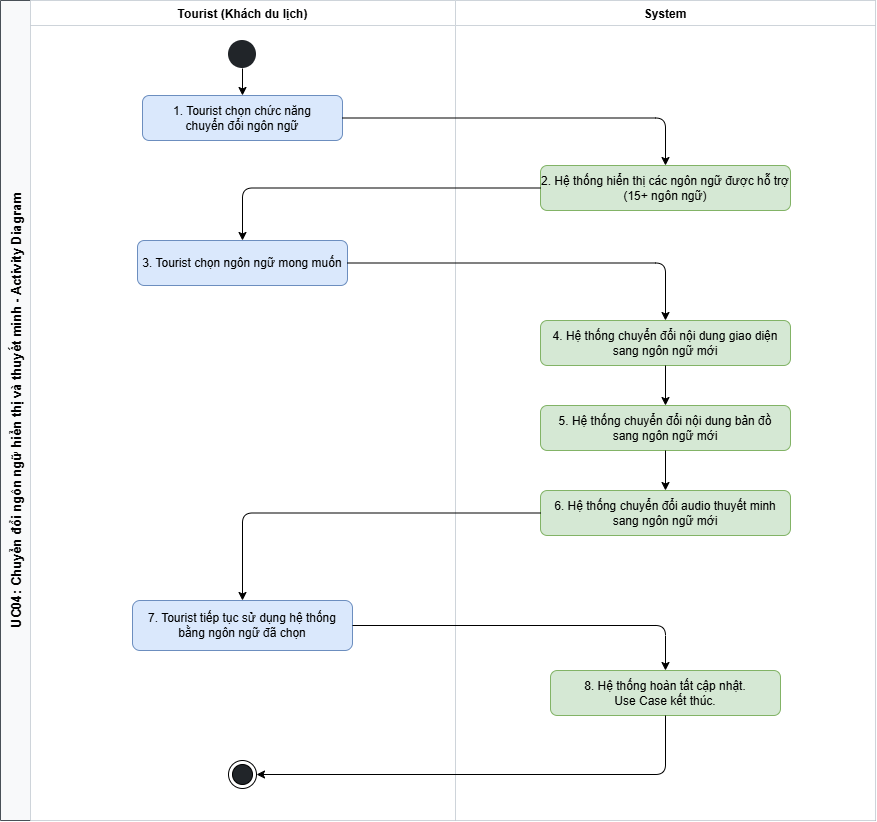 UC04: Chuyển đổi ngôn ngữ hiển thị và thuyết minh - Activity Diagram
Tourist (Khách du lịch)
System
1. Tourist chọn chức năng
chuyển đổi ngôn ngữ
2. Hệ thống hiển thị các ngôn ngữ được hỗ trợ
(15+ ngôn ngữ)
3. Tourist chọn ngôn ngữ mong muốn
4. Hệ thống chuyển đổi nội dung giao diện
sang ngôn ngữ mới
5. Hệ thống chuyển đổi nội dung bản đồ
sang ngôn ngữ mới
6. Hệ thống chuyển đổi audio thuyết minh
sang ngôn ngữ mới
7. Tourist tiếp tục sử dụng hệ thống
bằng ngôn ngữ đã chọn
8. Hệ thống hoàn tất cập nhật.
Use Case kết thúc.